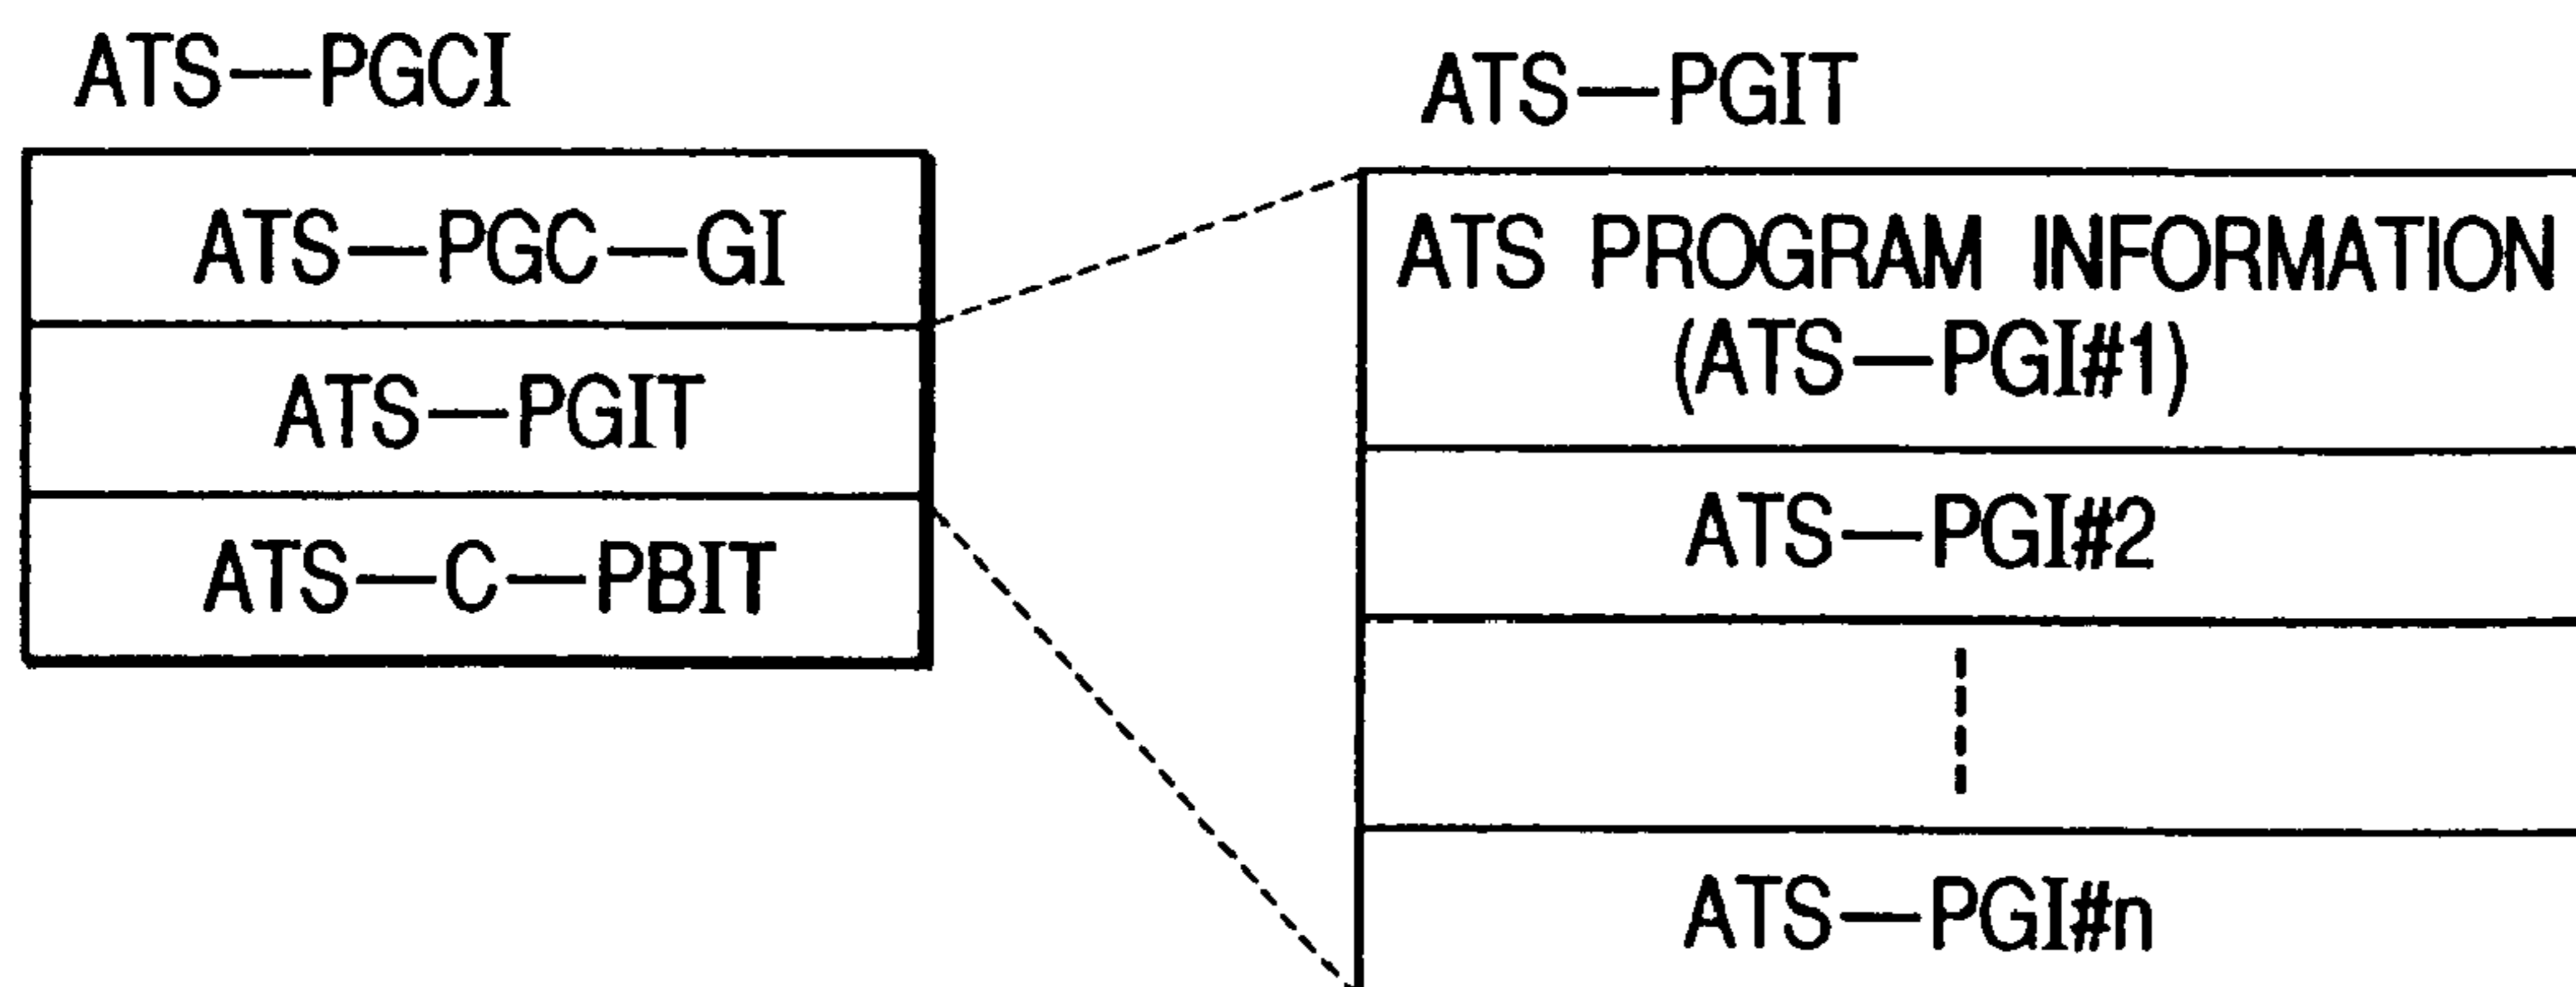 ATS—PGCI
ATS—PGC—GI
ATS—PGIT
ATS—C—PBIT
ATS—PGIT
ATS PROGRAM INFORMATION
(ATS—PGI#1)
ATS—PGI#2
ATS—PGI#n